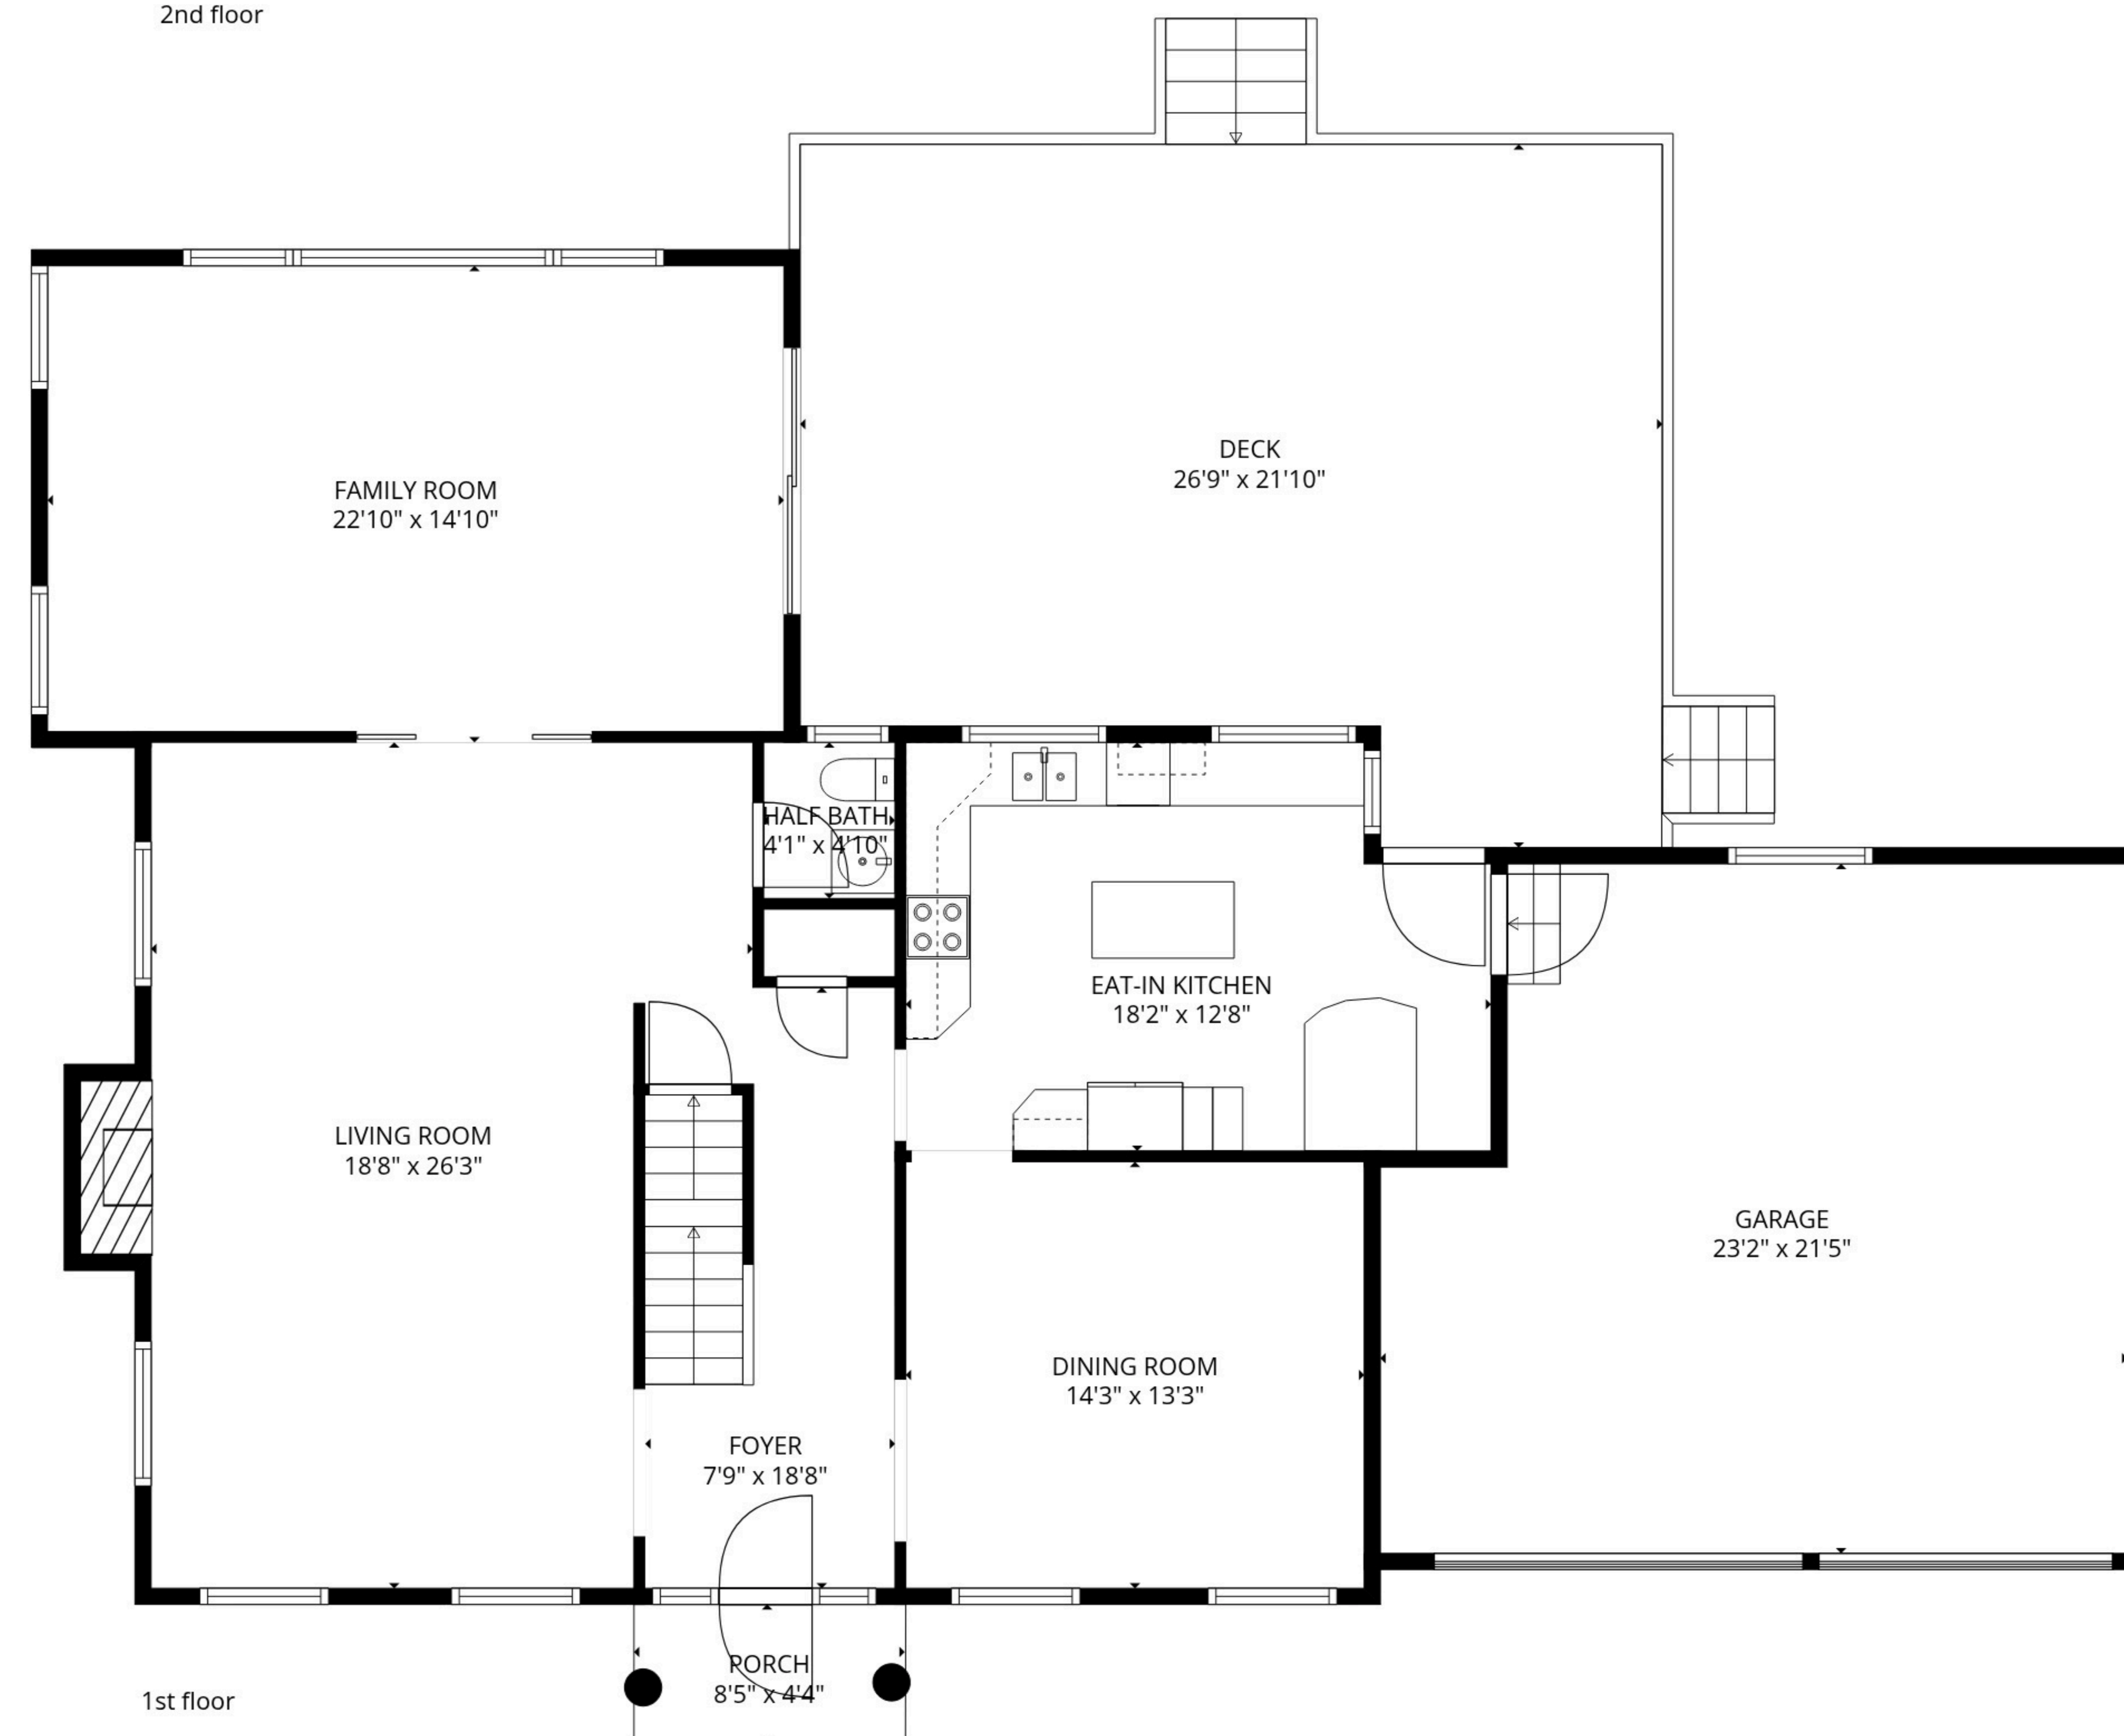 2nd floor
DECK
26'9" x 21'10"
FAMILY ROOM
22'10" x 14'10"
HALF BATH
4'1" x 4'10"
EAT-IN KITCHEN
18'2" x 12'8"
LIVING ROOM
18'8" x 26'3"
GARAGE
23'2" x 21'5"
DINING ROOM
14'3" x 13'3"
FOYER
7'9" x 18'8"
PORCH
8'5" x 4'4"
1st floor